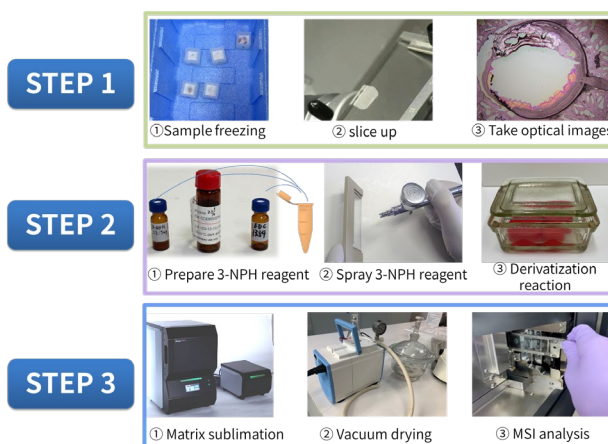 STEP 1
①Sample freezing
② slice up
③ Take optical images
STEP 2
① Prepare 3-NPH reagent
② Spray 3-NPH reagent
③ Derivatization
reaction
STEP 3
① Matrix sublimation
② Vacuum drying
③ MSI analysis